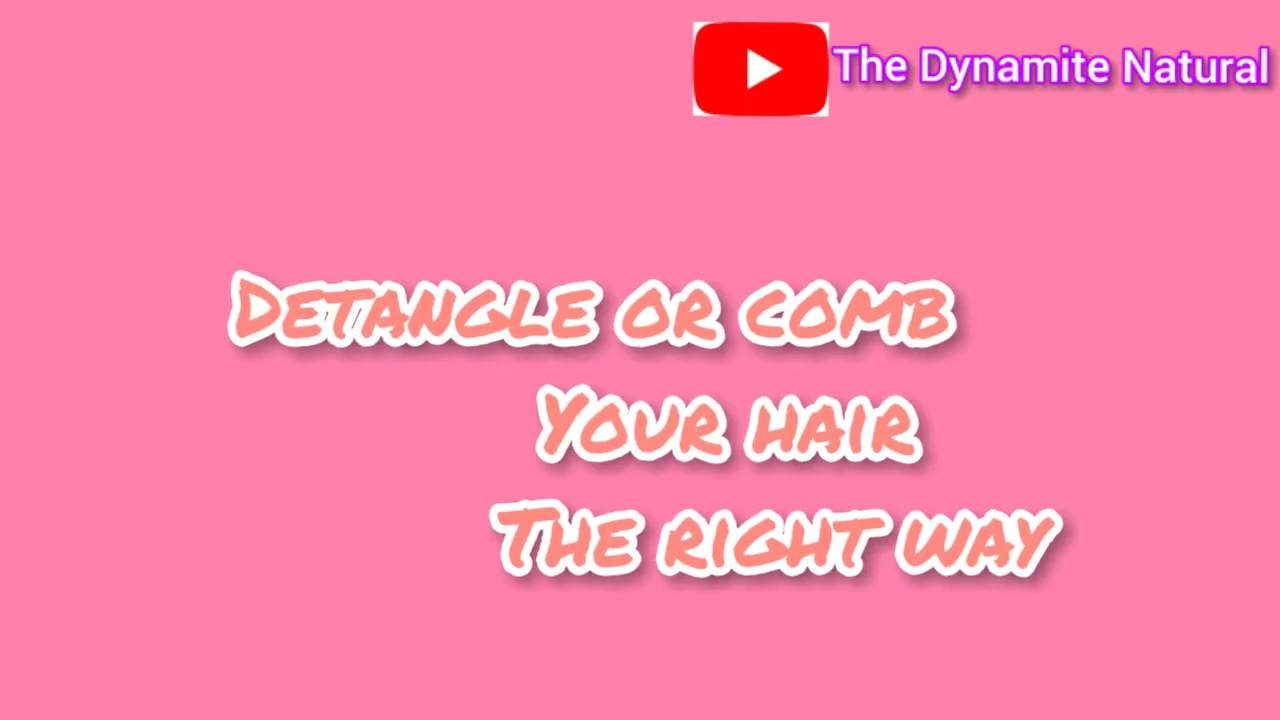 The Dynamite Natural
Detangle or comb
Your hair
The right way